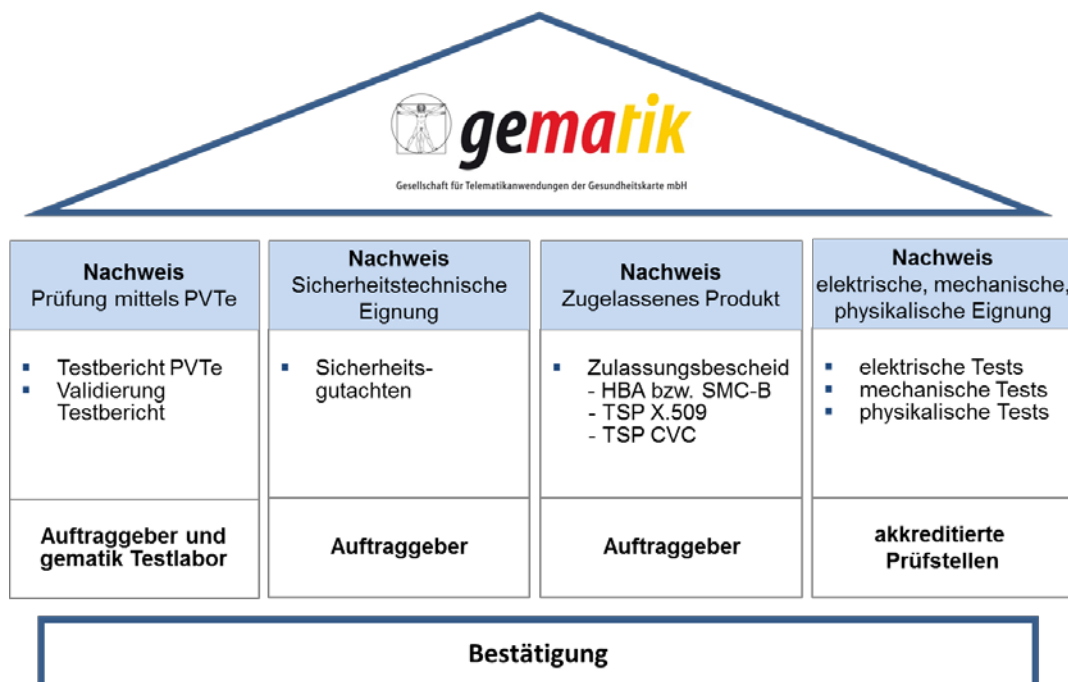 gematik
Gesellschaft für Telematikanwendungen der Gesundheitskarte mbH
Nachweis
Prüfung mittels PVTe
▪ Testbericht PVTe
▪ Validierung
Testbericht
Auftraggeber und
gematik Testlabor
Nachweis
Sicherheitstechnische
Eignung
▪ Sicherheits-
gutachten
Auftraggeber
Nachweis
Zugelassenes Produkt
▪ Zulassungsbescheid
- HBA bzw. SMC-B
- TSP X.509
- TSP CVC
Auftraggeber
Nachweis
elektrische, mechanische,
physikalische Eignung
▪ elektrische Tests
▪ mechanische Tests
▪ physikalische Tests
akkreditierte
Prüfstellen
Bestätigung